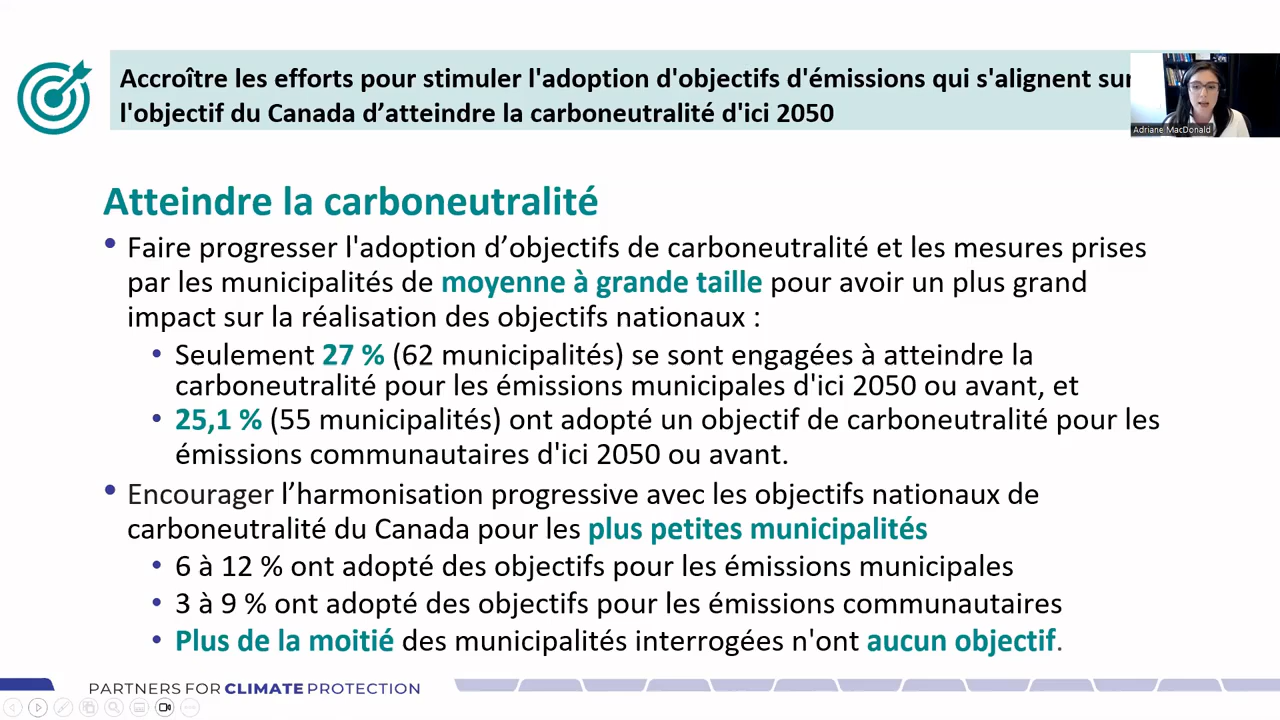 Accroître les efforts pour stimuler l'adoption d'objectifs d'émissions qui s'alignent sur
l'objectif du Canada d’atteindre la carboneutralité d'ici 2050
Adriane MacDonald
Atteindre la carboneutralité
• Faire progresser l'adoption d’objectifs de carboneutralité et les mesures prises
par les municipalités de moyenne à grande taille pour avoir un plus grand
impact sur la réalisation des objectifs nationaux :
• Seulement 27 % (62 municipalités) se sont engagées à atteindre la
carboneutralité pour les émissions municipales d'ici 2050 ou avant, et
• 25,1 % (55 municipalités) ont adopté un objectif de carboneutralité pour les
émissions communautaires d'ici 2050 ou avant.
• Encourager l’harmonisation progressive avec les objectifs nationaux de
carboneutralité du Canada pour les plus petites municipalités
• 6 à 12 % ont adopté des objectifs pour les émissions municipales
• 3 à 9 % ont adopté des objectifs pour les émissions communautaires
• Plus de la moitié des municipalités interrogées n'ont aucun objectif.
PARTNERS FOR CLIMATE PROTECTION